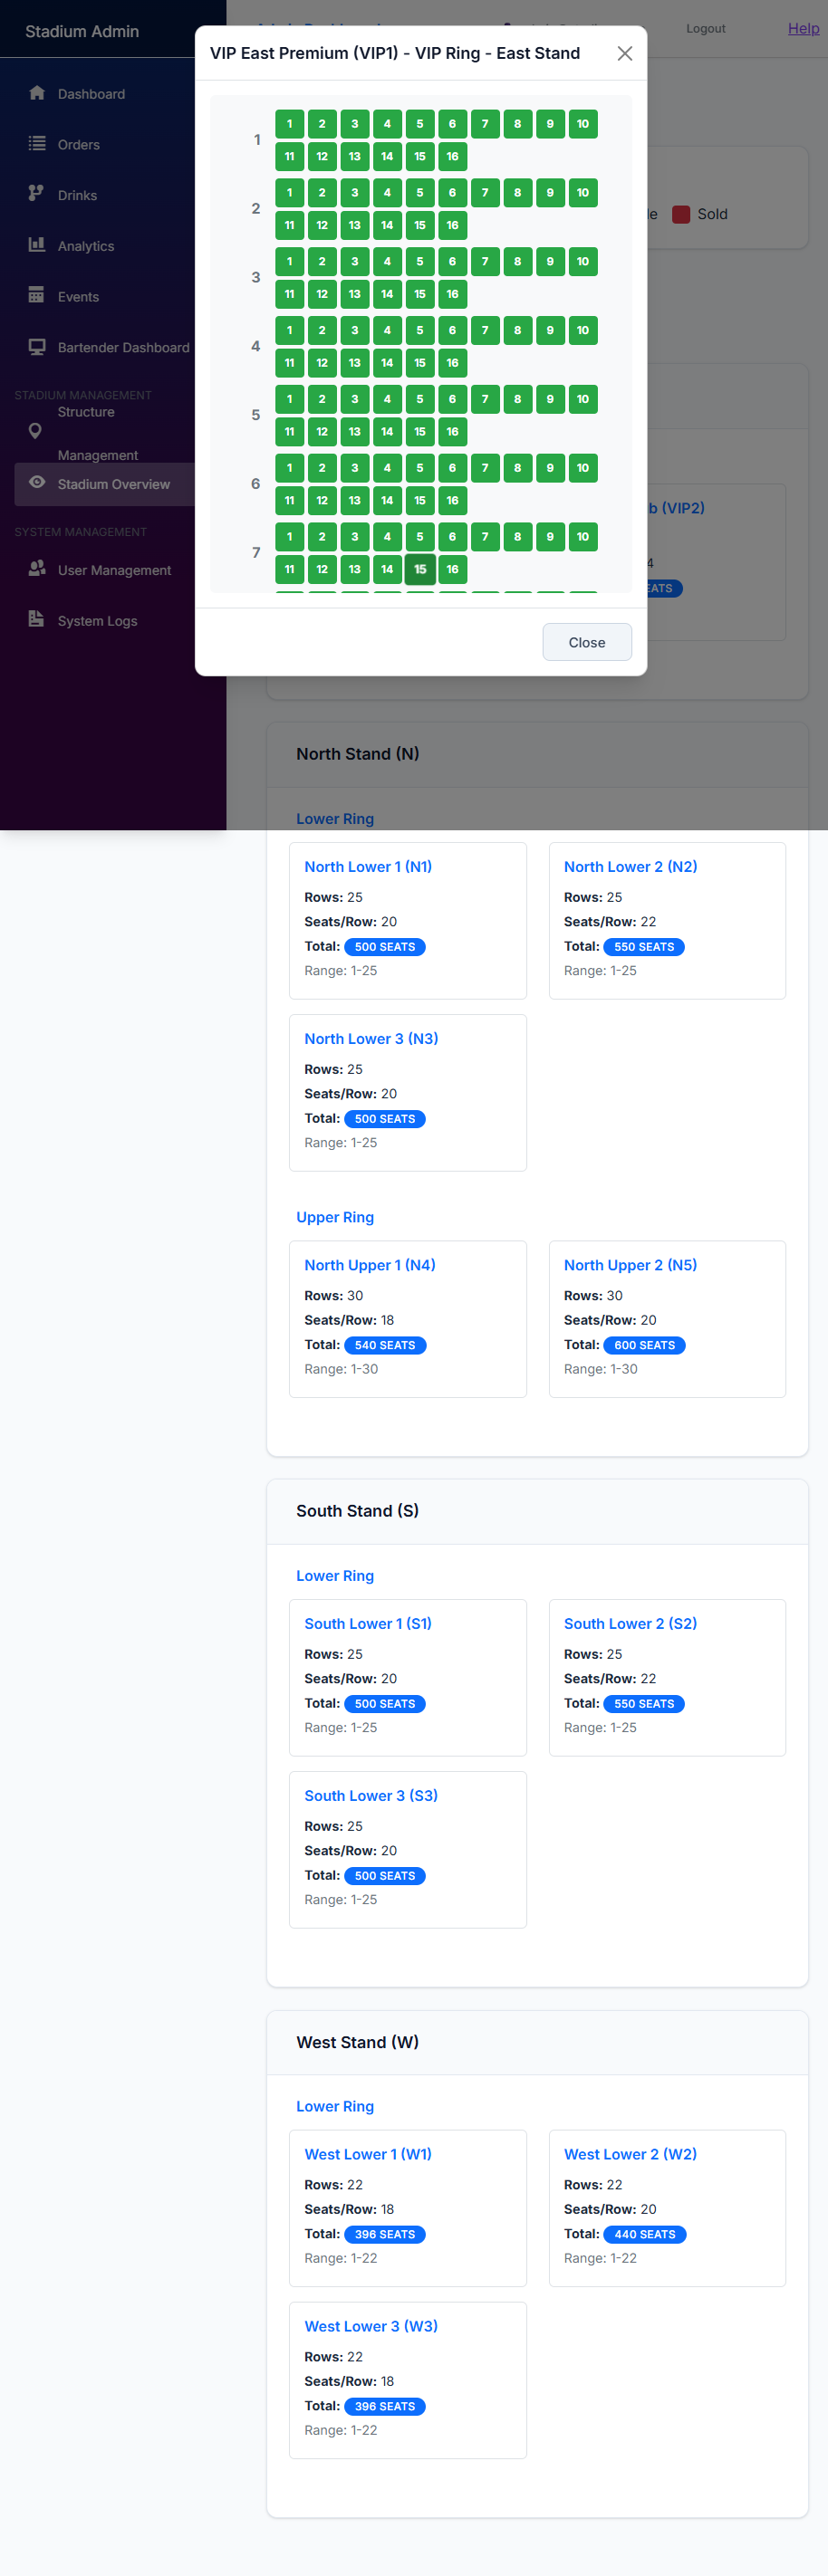 Stadium Admin
Logout
Help
Dashboard
Orders
Drinks
Analytics
Events
Bartender Dashboard
STADIUM MANAGEMENT
Structure
Management
Stadium Overview
SYSTEM MANAGEMENT
User Management
System Logs
VIP East Premium (VIP1) - VIP Ring - East Stand
1
1 2 3 4 5 6 7 8 9 10
11 12 13 14 15 16
2
1 2 3 4 5 6 7 8 9 10
11 12 13 14 15 16
3
1 2 3 4 5 6 7 8 9 10
11 12 13 14 15 16
4
1 2 3 4 5 6 7 8 9 10
11 12 13 14 15 16
5
1 2 3 4 5 6 7 8 9 10
11 12 13 14 15 16
6
1 2 3 4 5 6 7 8 9 10
11 12 13 14 15 16
7
1 2 3 4 5 6 7 8 9 10
11 12 13 14 15 16
Close
le Sold
b (VIP2)
4
EATS
North Stand (N)
Lower Ring
North Lower 1 (N1)
Rows: 25
Seats/Row: 20
Total: 500 SEATS
Range: 1-25
North Lower 2 (N2)
Rows: 25
Seats/Row: 22
Total: 550 SEATS
Range: 1-25
North Lower 3 (N3)
Rows: 25
Seats/Row: 20
Total: 500 SEATS
Range: 1-25
Upper Ring
North Upper 1 (N4)
Rows: 30
Seats/Row: 18
Total: 540 SEATS
Range: 1-30
North Upper 2 (N5)
Rows: 30
Seats/Row: 20
Total: 600 SEATS
Range: 1-30
South Stand (S)
Lower Ring
South Lower 1 (S1)
Rows: 25
Seats/Row: 20
Total: 500 SEATS
Range: 1-25
South Lower 2 (S2)
Rows: 25
Seats/Row: 22
Total: 550 SEATS
Range: 1-25
South Lower 3 (S3)
Rows: 25
Seats/Row: 20
Total: 500 SEATS
Range: 1-25
West Stand (W)
Lower Ring
West Lower 1 (W1)
Rows: 22
Seats/Row: 18
Total: 396 SEATS
Range: 1-22
West Lower 2 (W2)
Rows: 22
Seats/Row: 20
Total: 440 SEATS
Range: 1-22
West Lower 3 (W3)
Rows: 22
Seats/Row: 18
Total: 396 SEATS
Range: 1-22